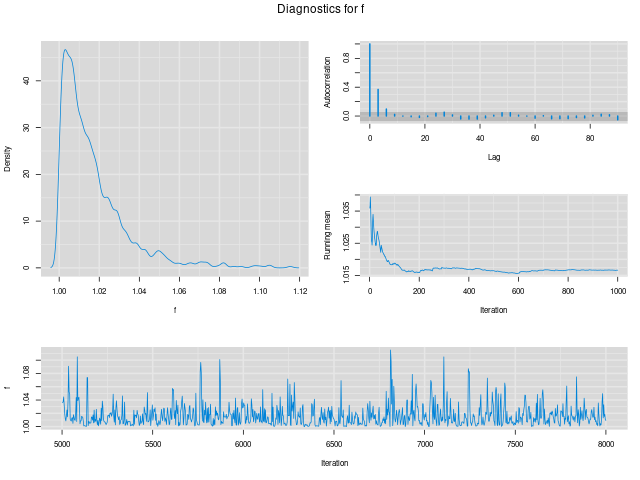 Diagnostics for f
Density
0 10 20 30 40
1.00 1.02 1.04 1.06 1.08 1.10 1.12
f
Autocorrelation
0.0 0.4 0.8
0 20 40 60 80
Lag
Running mean
1.015 1.025 1.035
0 200 400 600 800 1000
Iteration
f
1.00 1.04 1.08
5000 5500 6000 6500 7000 7500 8000
Iteration